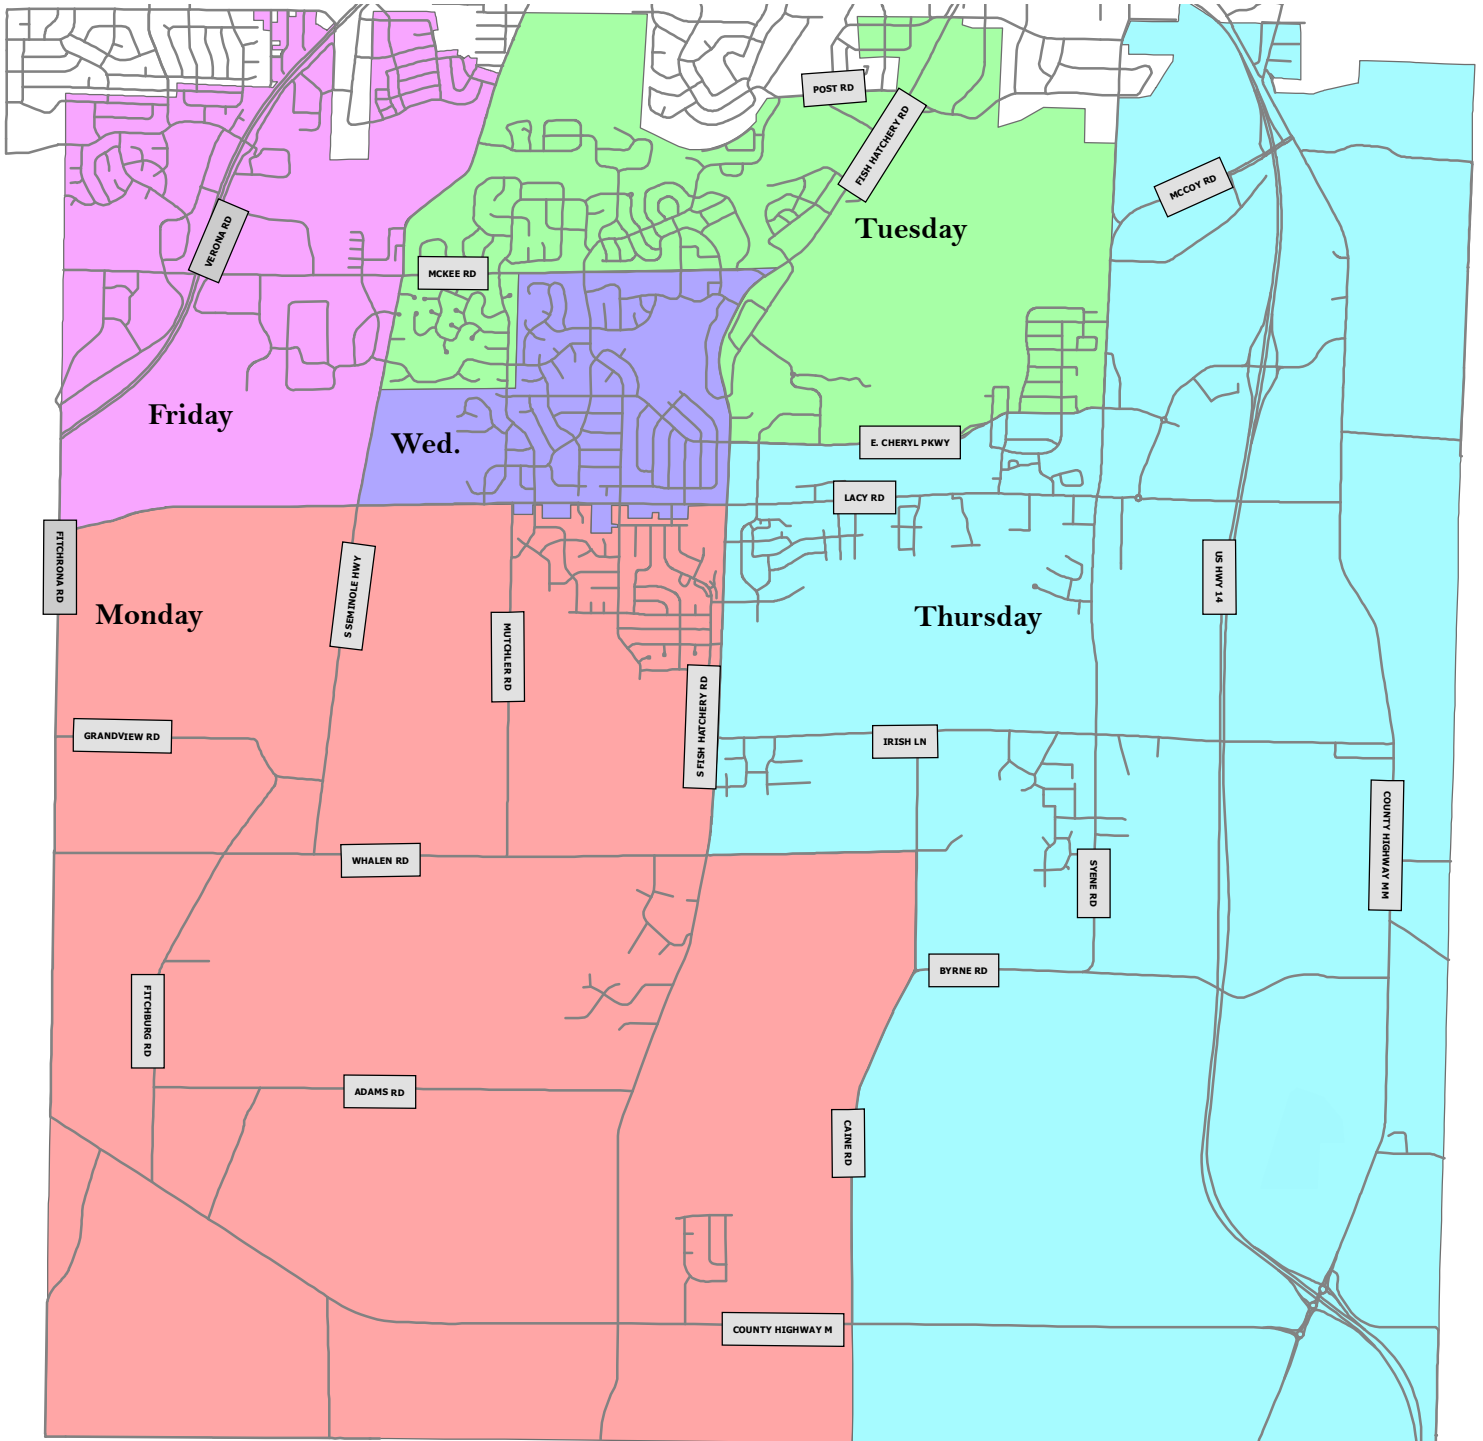 POST RD
FISH HATCHERY RD
MCCOY RD
VERONA RD
Tuesday
MCKEE RD
Friday
Wed.
E. CHERYL PKWY
LACY RD
FITCHRONA RD
S SEMINOLE HWY
US HWY 14
Monday
Thursday
MUTCHLER RD
S FISH HATCHERY RD
GRANDVIEW RD
IRISH LN
COUNTY HIGHWAY MM
WHALEN RD
SYENE RD
BYRNE RD
FITCHBURG RD
ADAMS RD
CAINE RD
COUNTY HIGHWAY M